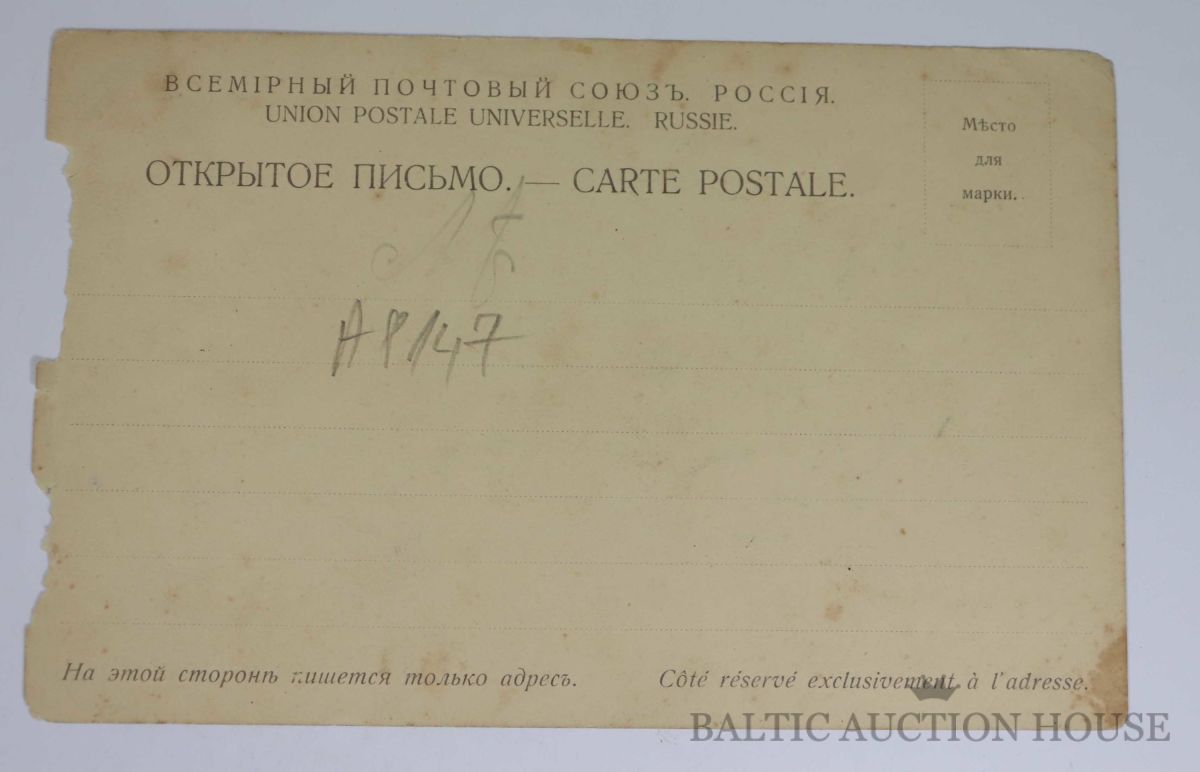 ВСЕМІРНЫЙ ПОЧТОВЫЙ СОЮЗЪ. РОССІЯ.
UNION POSTALE UNIVERSELLE. RUSSIE.
ОТКРЫТОЕ ПИСЬМО. — CARTE POSTALE.
Мѣсто
для
марки.
А 8147
На этой сторонѣ пишется только адресъ.
Côté réservé exclusivement à l'adresse.
BALTIC AUCTION HOUSE